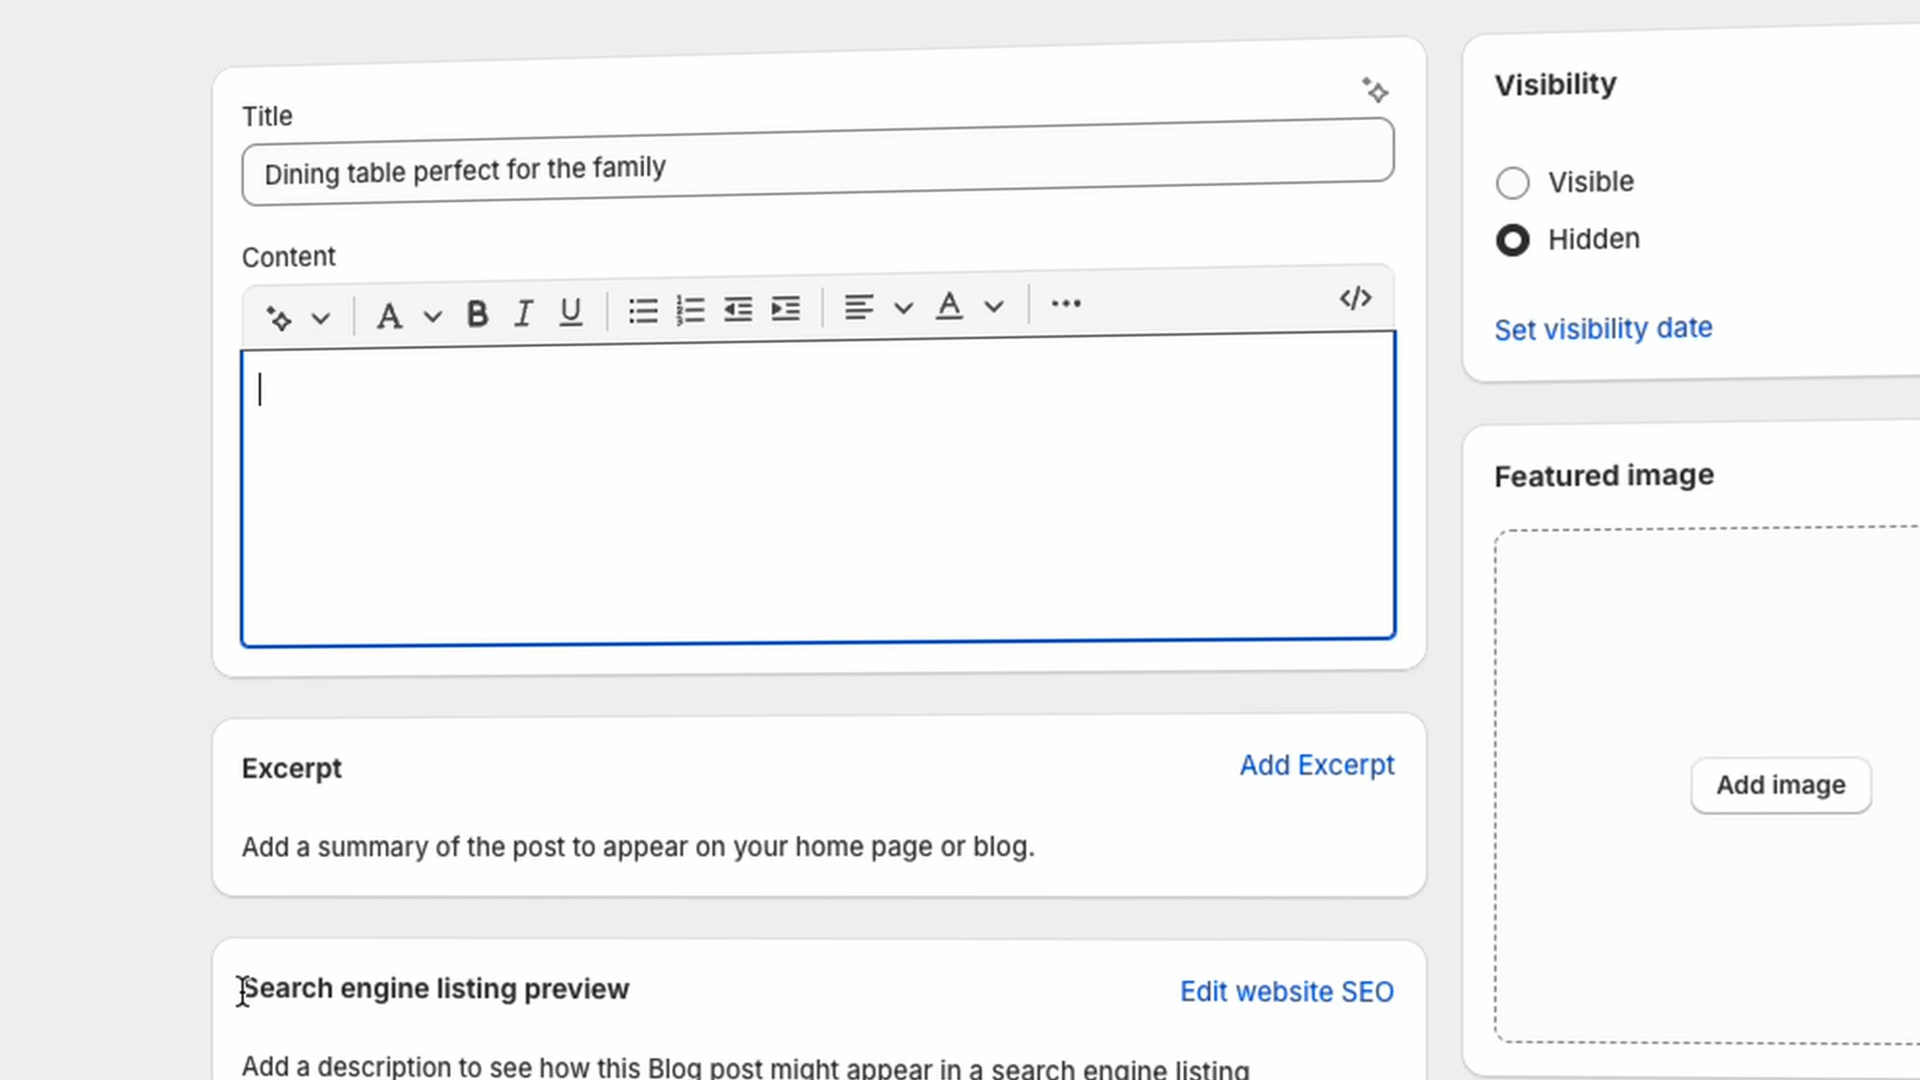 Title
Dining table perfect for the family
Content
A B I U A ... </>
Excerpt
Add Excerpt
Add a summary of the post to appear on your home page or blog.
Search engine listing preview
Edit website SEO
Add a description to see how this Blog post might appear in a search engine listing
Visibility
Visible
Hidden
Set visibility date
Featured image
Add image